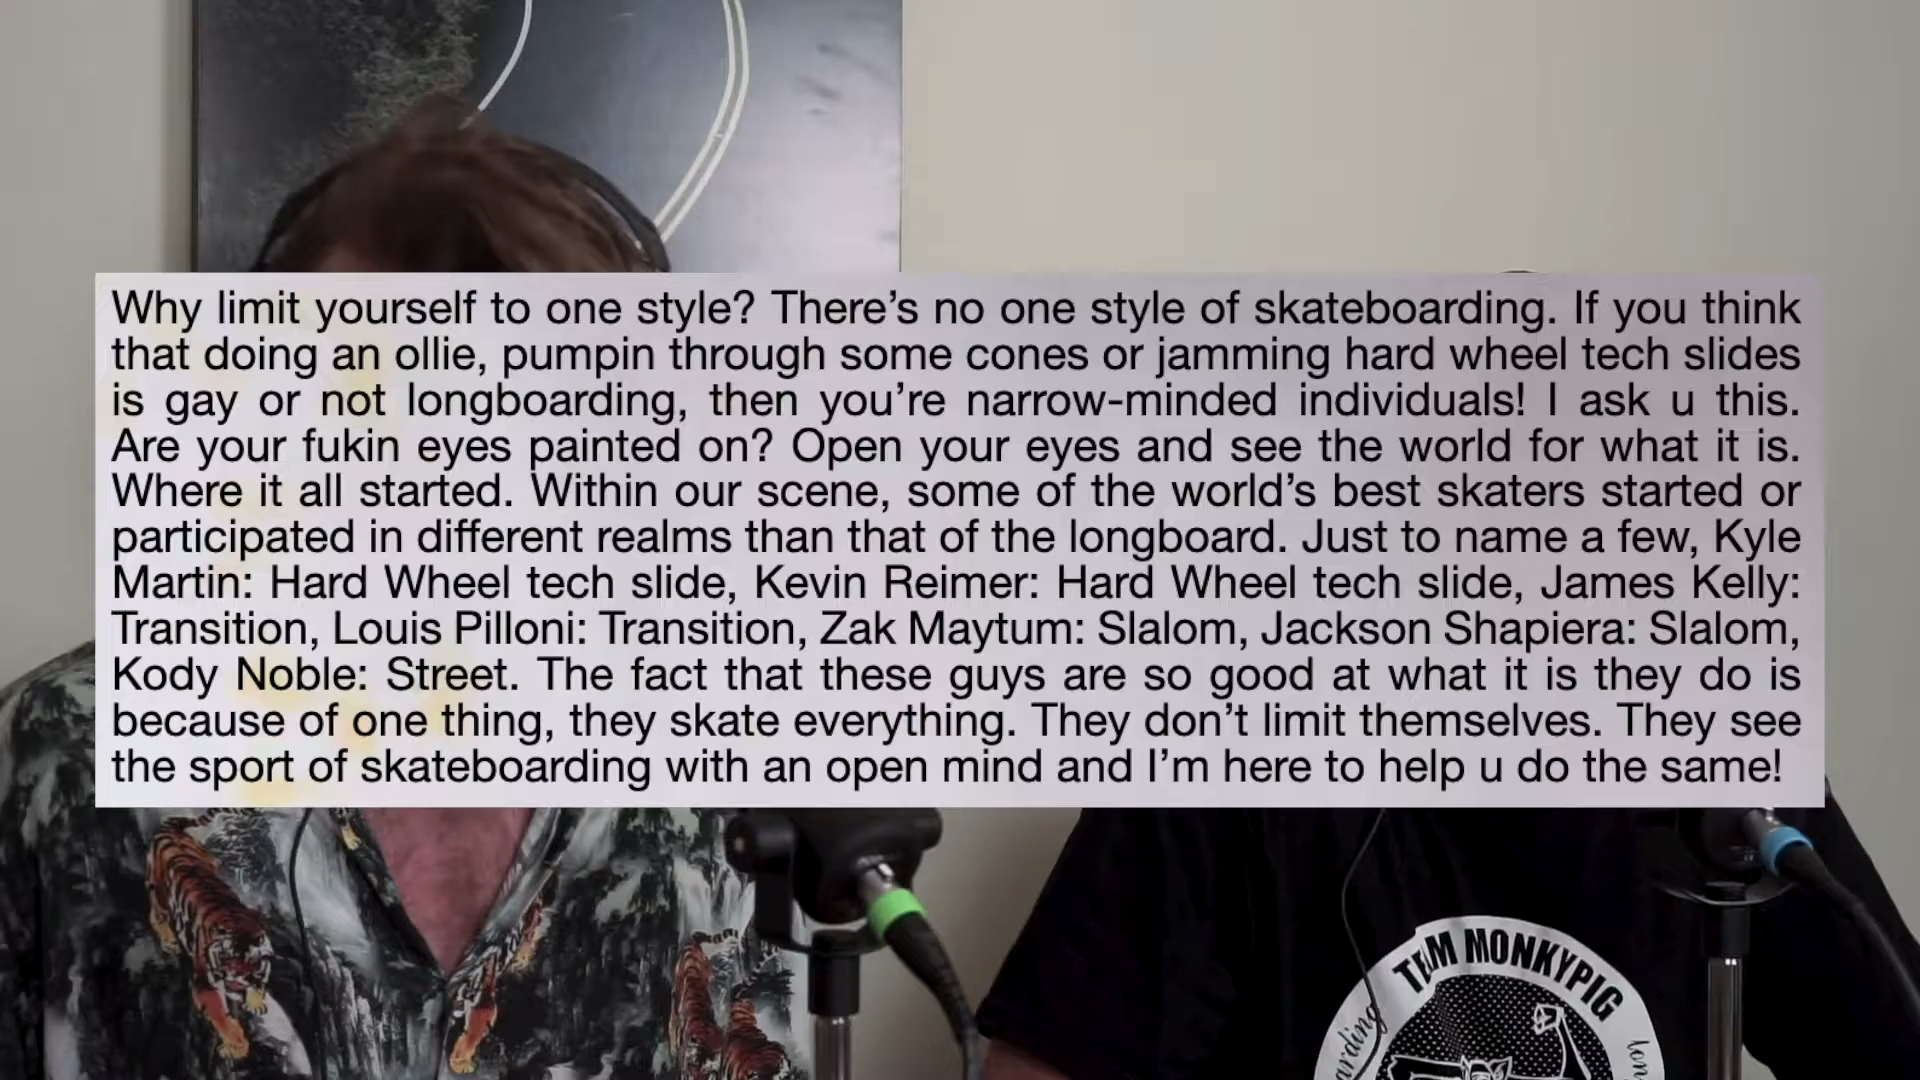 Why limit yourself to one style? There's no one style of skateboarding. If you think
that doing an ollie, pumpin through some cones or jamming hard wheel tech slides
is gay or not longboarding, then you're narrow-minded individuals! I ask u this.
Are your fukin eyes painted on? Open your eyes and see the world for what it is.
Where it all started. Within our scene, some of the world's best skaters started or
participated in different realms than that of the longboard. Just to name a few, Kyle
Martin: Hard Wheel tech slide, Kevin Reimer: Hard Wheel tech slide, James Kelly:
Transition, Louis Pilloni: Transition, Zak Maytum: Slalom, Jackson Shapiera: Slalom,
Kody Noble: Street. The fact that these guys are so good at what it is they do is
because of one thing, they skate everything. They don't limit themselves. They see
the sport of skateboarding with an open mind and I'm here to help u do the same!
MONKYPIG